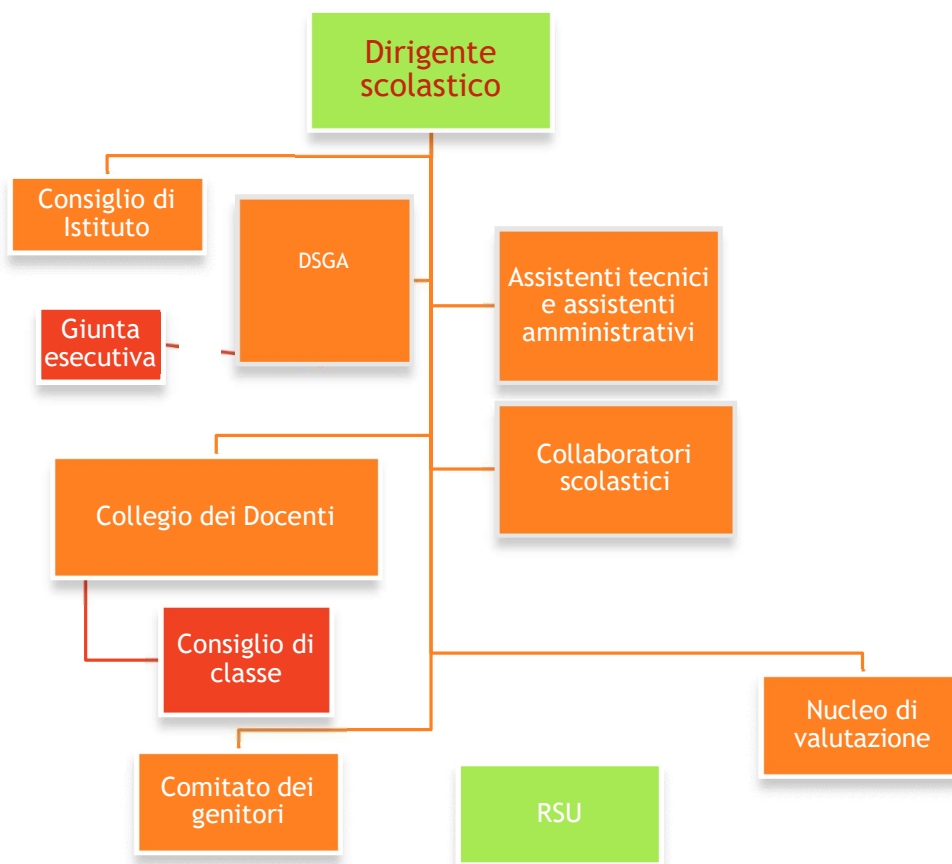 Dirigente
scolastico
Consiglio di
Istituto
DSGA
Assistenti tecnici
e assistenti
amministrativi
Giunta
esecutiva
Collaboratori
scolastici
Collegio dei Docenti
Consiglio di
classe
Nucleo di
valutazione
Comitato dei
genitori
RSU